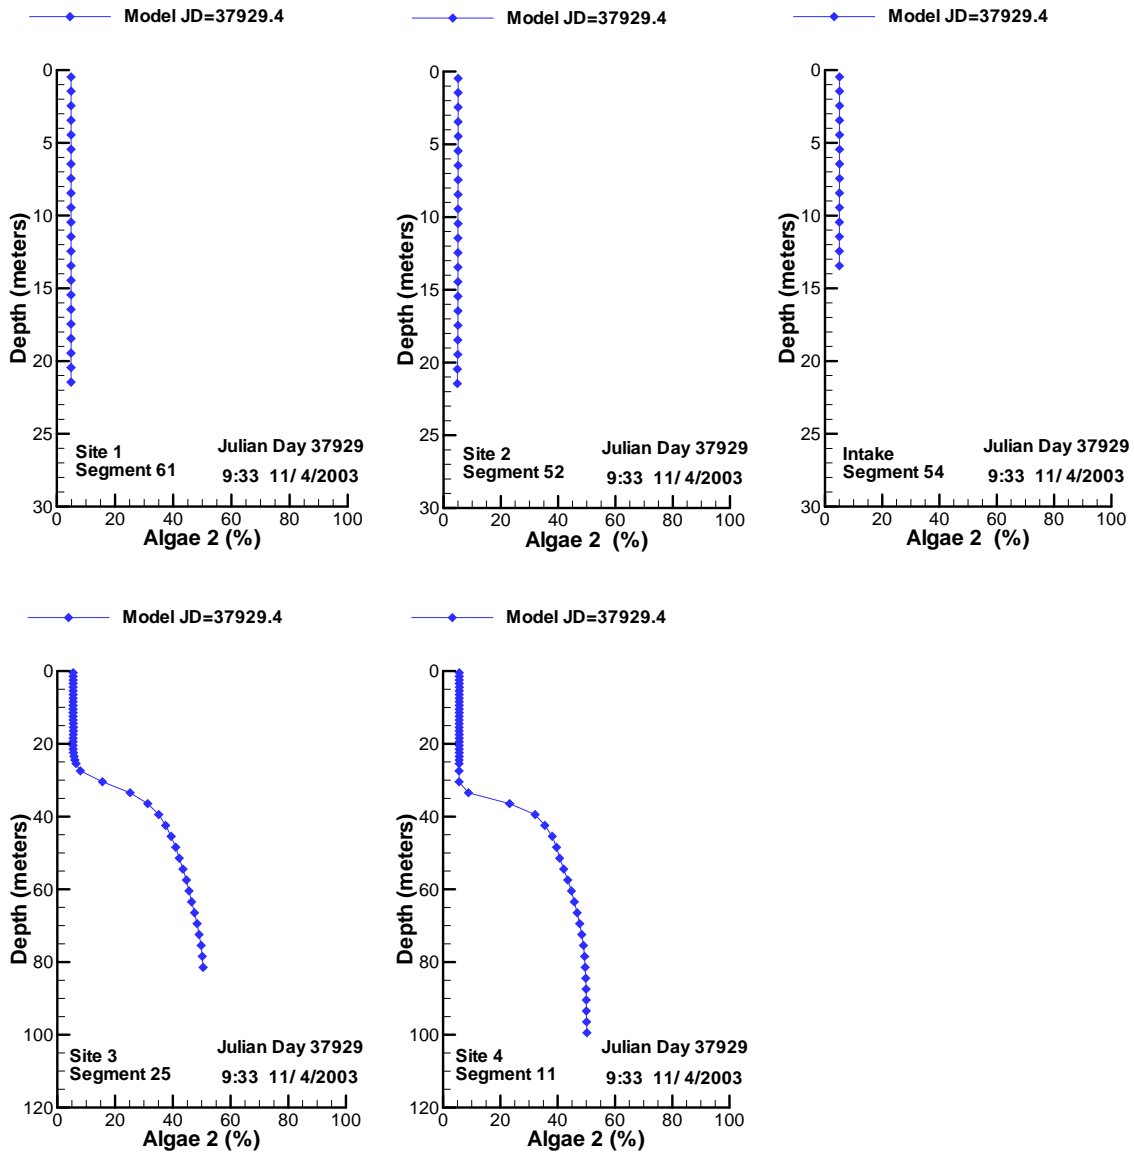 Model JD=37929.4
0
5
10
15
20
25
30
Depth (meters)
Site 1
Segment 61
Julian Day 37929
9:33 11/ 4/2003
0 20 40 60 80 100
Algae 2 (%)
Model JD=37929.4
0
5
10
15
20
25
30
Depth (meters)
Site 2
Segment 52
Julian Day 37929
9:33 11/ 4/2003
0 20 40 60 80 100
Algae 2 (%)
Model JD=37929.4
0
5
10
15
20
25
30
Depth (meters)
Intake
Segment 54
Julian Day 37929
9:33 11/ 4/2003
0 20 40 60 80 100
Algae 2 (%)
Model JD=37929.4
0
20
40
60
80
100
120
Depth (meters)
Site 3
Segment 25
Julian Day 37929
9:33 11/ 4/2003
0 20 40 60 80 100
Algae 2 (%)
Model JD=37929.4
0
20
40
60
80
100
120
Depth (meters)
Site 4
Segment 11
Julian Day 37929
9:33 11/ 4/2003
0 20 40 60 80 100
Algae 2 (%)